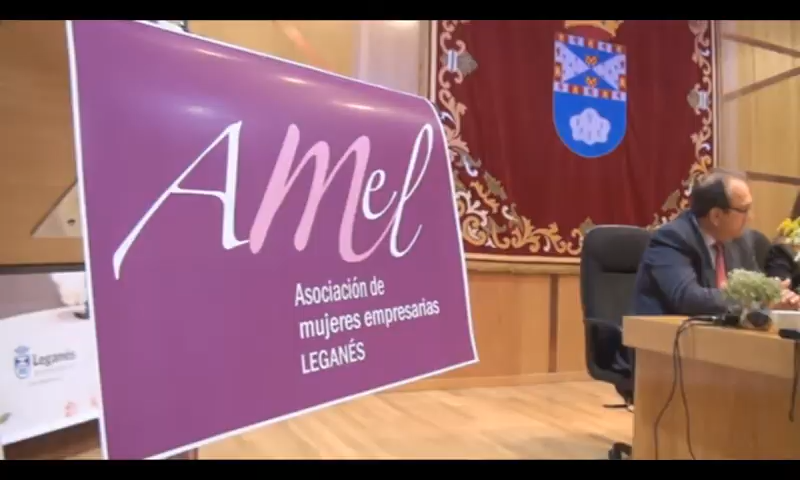 AMel
Asociación de
mujeres empresarias
LEGANÉS
Leganés